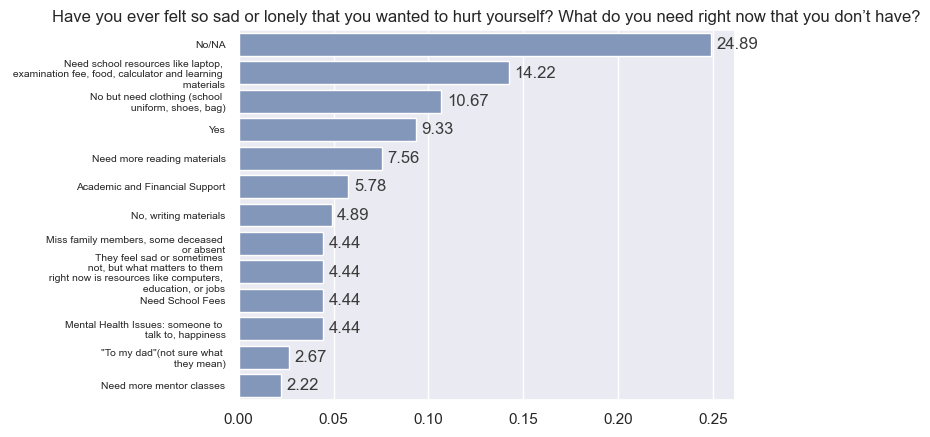 Have you ever felt so sad or lonely that you wanted to hurt yourself? What do you need right now that you don’t have?
No/NA
24.89
Need school resources like laptop,
examination fee, food, calculator and learning
materials
14.22
No but need clothing (school
uniform, shoes, bag)
10.67
Yes
9.33
Need more reading materials
7.56
Academic and Financial Support
5.78
No, writing materials
4.89
Miss family members, some deceased
or absent
4.44
They feel sad or sometimes
not, but what matters to them
right now is resources like computers,
education, or jobs
4.44
Need School Fees
4.44
Mental Health Issues: someone to
talk to, happiness
4.44
"To my dad"(not sure what
they mean)
2.67
Need more mentor classes
2.22
0.00 0.05 0.10 0.15 0.20 0.25